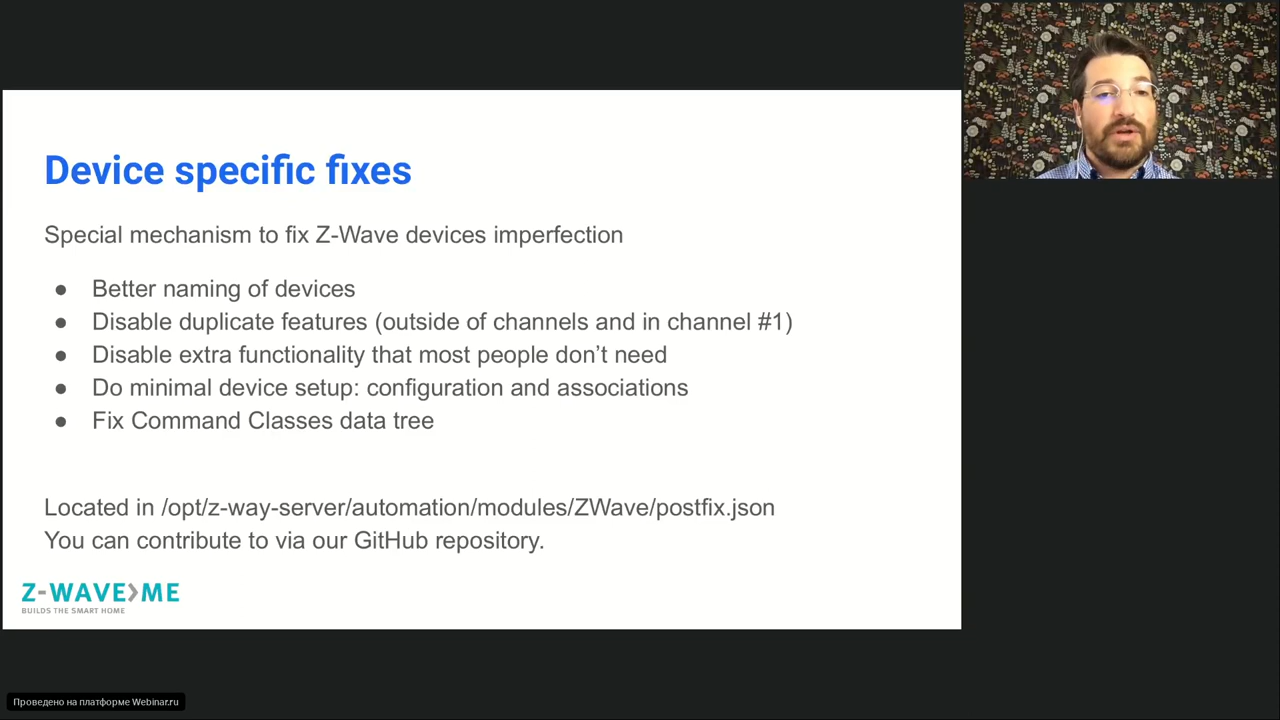 Device specific fixes
Special mechanism to fix Z-Wave devices imperfection
● Better naming of devices
● Disable duplicate features (outside of channels and in channel #1)
● Disable extra functionality that most people don’t need
● Do minimal device setup: configuration and associations
● Fix Command Classes data tree
Located in /opt/z-way-server/automation/modules/ZWave/postfix.json
You can contribute to via our GitHub repository.
Z-WAVE>ME
BUILDS THE SMART HOME
Проведено на платформе Webinar.ru